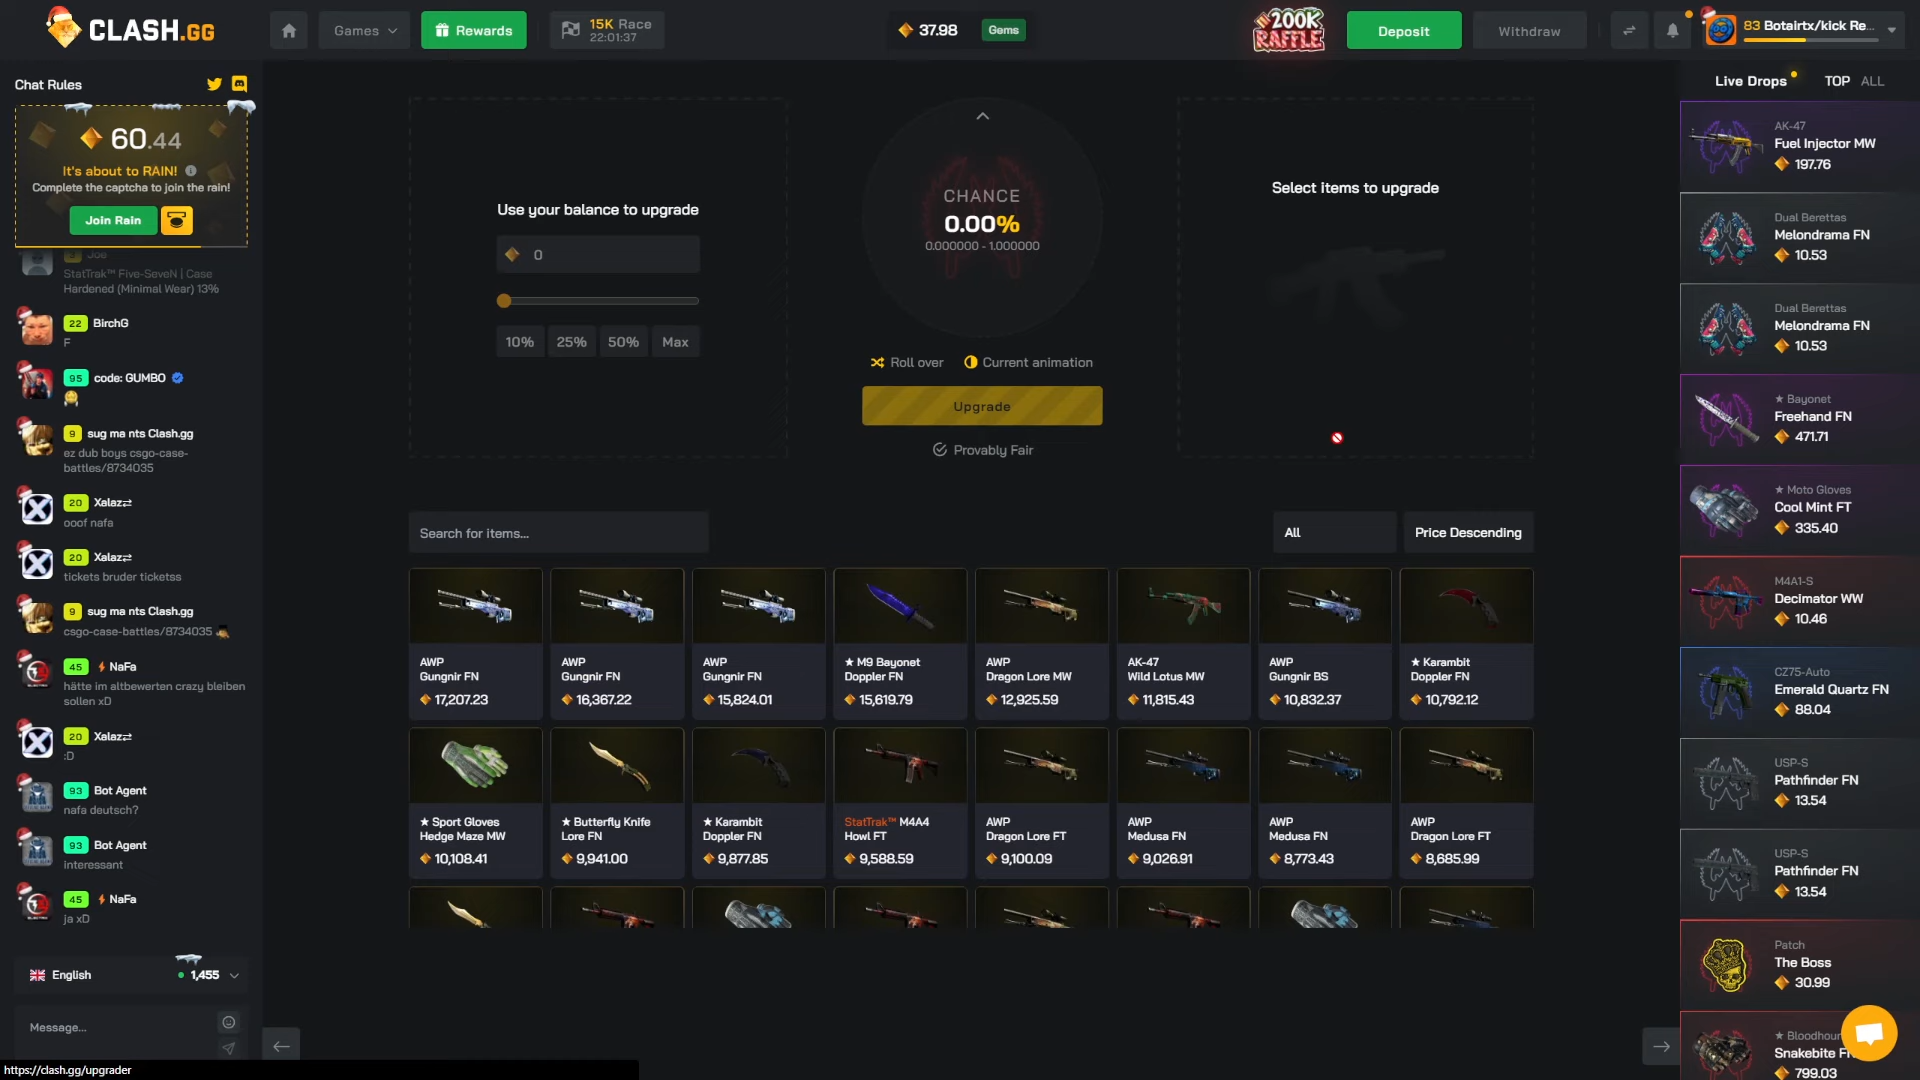 CLASH.GG
Games
Rewards
15K Race
22:01:37
37.98
Gems
200K
RAFFLE
Deposit
Withdraw
83 Botairtx/kick Re...
Chat Rules
60.44
It's about to RAIN!
Complete the captcha to join the rain!
Join Rain
Joe
StatTrak™ Five-SeveN | Case
Hardened (Minimal Wear) 13%
22 BirchG
F
95 code: GUMBO
9 sug ma nts Clash.gg
ez dub boys csgo-case-
battles/8734035
20 Xalaz⇄
ooof nafa
20 Xalaz⇄
tickets bruder ticketss
9 sug ma nts Clash.gg
csgo-case-battles/8734035
45 NaFa
hätte im altbewerten crazy bleiben
sollen xD
20 Xalaz⇄
:D
93 Bot Agent
nafa deutsch?
93 Bot Agent
interessant
45 NaFa
ja xD
English
1,455
Message...
https://clash.gg/upgrader
Use your balance to upgrade
0
10% 25% 50% Max
CHANCE
0.00%
0.000000 - 1.000000
Roll over
Current animation
Upgrade
Provably Fair
Select items to upgrade
Search for items...
All
Price Descending
AWP
Gungnir FN
17,207.23
AWP
Gungnir FN
16,367.22
AWP
Gungnir FN
15,824.01
★ M9 Bayonet
Doppler FN
15,619.79
AWP
Dragon Lore MW
12,925.59
AK-47
Wild Lotus MW
11,815.43
AWP
Gungnir BS
10,832.37
★ Karambit
Doppler FN
10,792.12
★ Sport Gloves
Hedge Maze MW
10,108.41
★ Butterfly Knife
Lore FN
9,941.00
★ Karambit
Doppler FN
9,877.85
StatTrak™ M4A4
Howl FT
9,588.59
AWP
Dragon Lore FT
9,100.09
AWP
Medusa FN
9,026.91
AWP
Medusa FN
8,773.43
AWP
Dragon Lore FT
8,685.99
Live Drops
TOP ALL
AK-47
Fuel Injector MW
197.76
Dual Berettas
Melondrama FN
10.53
Dual Berettas
Melondrama FN
10.53
★ Bayonet
Freehand FN
471.71
★ Moto Gloves
Cool Mint FT
335.40
M4A1-S
Decimator WW
10.46
CZ75-Auto
Emerald Quartz FN
88.04
USP-S
Pathfinder FN
13.54
USP-S
Pathfinder FN
13.54
Patch
The Boss
30.99
★ Bloodhour
Snakebite F
799.03